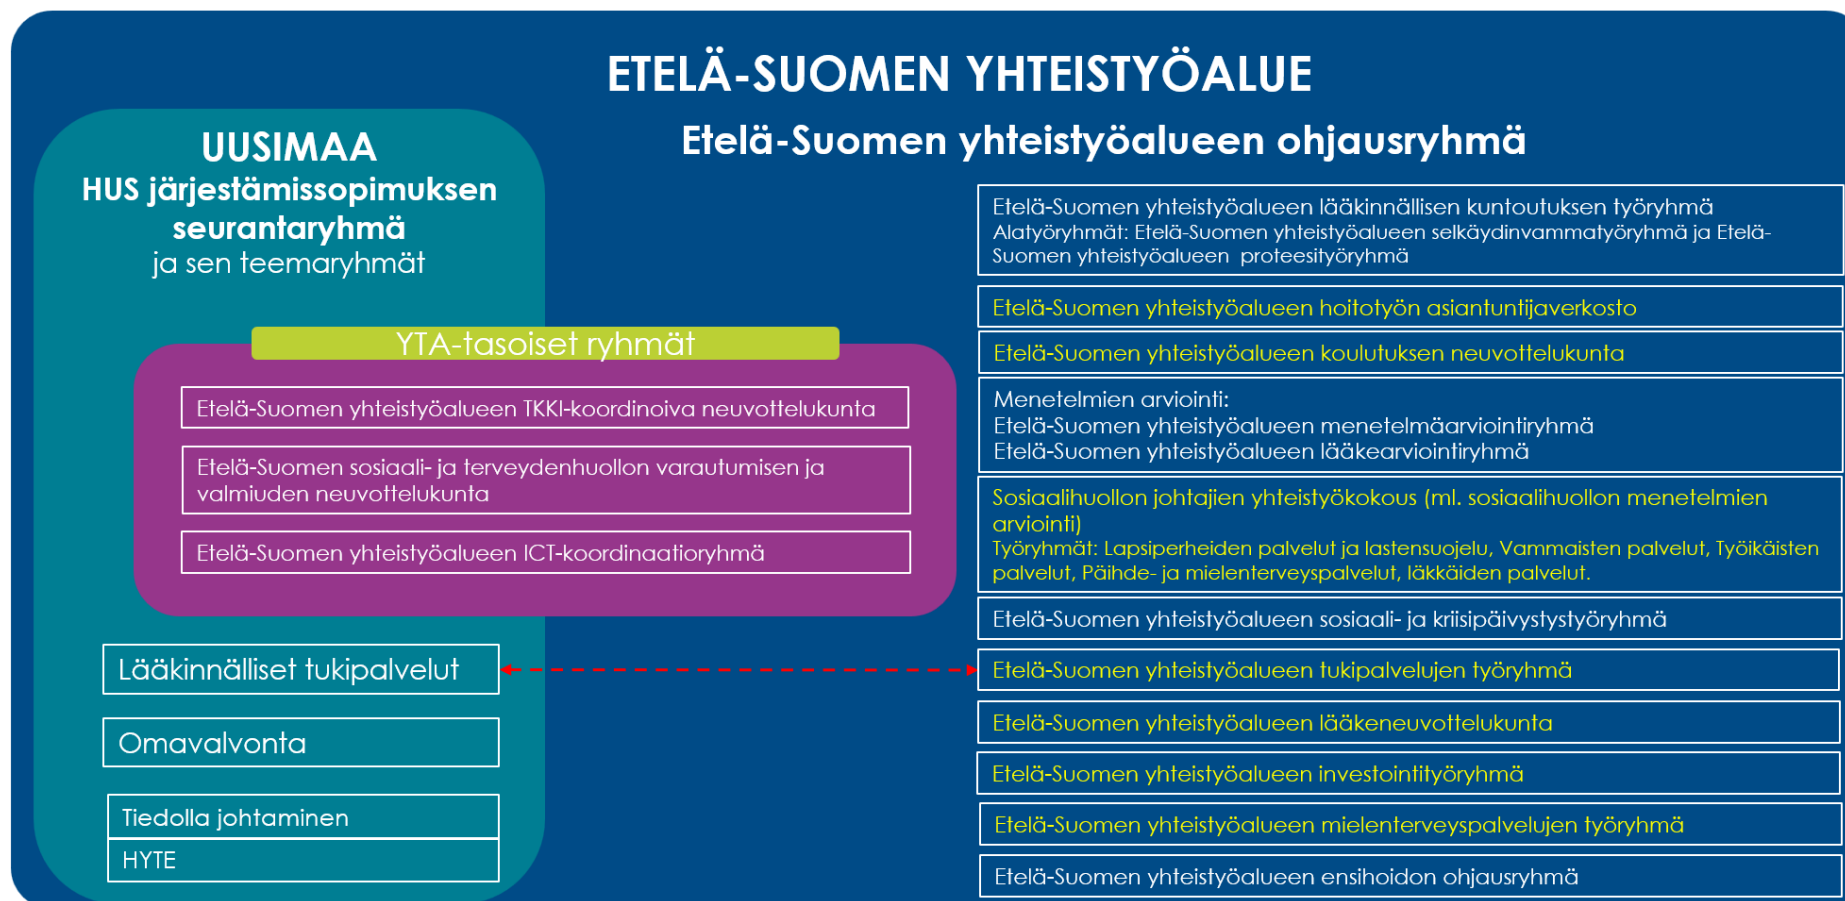 ETELÄ-SUOMEN YHTEISTYÖALUE
Etelä-Suomen yhteistyöalueen ohjausryhmä
UUSIMAA
HUS järjestämissopimuksen
seurantaryhmä
ja sen teemaryhmät
YTA-tasoiset ryhmät
Etelä-Suomen yhteistyöalueen TKKI-koordinoiva neuvottelukunta
Etelä-Suomen sosiaali- ja terveydenhuollon varautumisen ja
valmiuden neuvottelukunta
Etelä-Suomen yhteistyöalueen ICT-koordinaatioryhmä
Lääkinnälliset tukipalvelut
Omavalvonta
Tiedolla johtaminen
HYTE
Etelä-Suomen yhteistyöalueen lääkinnällisen kuntoutuksen työryhmä
Alatyöryhmät: Etelä-Suomen yhteistyöalueen selkäydinvammatyöryhmä ja Etelä-
Suomen yhteistyöalueen proteesityöryhmä
Etelä-Suomen yhteistyöalueen hoitotyön asiantuntijaverkosto
Etelä-Suomen yhteistyöalueen koulutuksen neuvottelukunta
Menetelmien arviointi:
Etelä-Suomen yhteistyöalueen menetelmäarviointiryhmä
Etelä-Suomen yhteistyöalueen lääkearviointiryhmä
Sosiaalihuollon johtajien yhteistyökokous (ml. sosiaalihuollon menetelmien
arviointi)
Työryhmät: Lapsiperheiden palvelut ja lastensuojelu, Vammaisten palvelut, Työikäisten
palvelut, Päihde- ja mielenterveyspalvelut, Iäkkäiden palvelut.
Etelä-Suomen yhteistyöalueen sosiaali- ja kriisipäivystystyöryhmä
Etelä-Suomen yhteistyöalueen tukipalvelujen työryhmä
Etelä-Suomen yhteistyöalueen lääkeneuvottelukunta
Etelä-Suomen yhteistyöalueen investointityöryhmä
Etelä-Suomen yhteistyöalueen mielenterveyspalvelujen työryhmä
Etelä-Suomen yhteistyöalueen ensihoidon ohjausryhmä